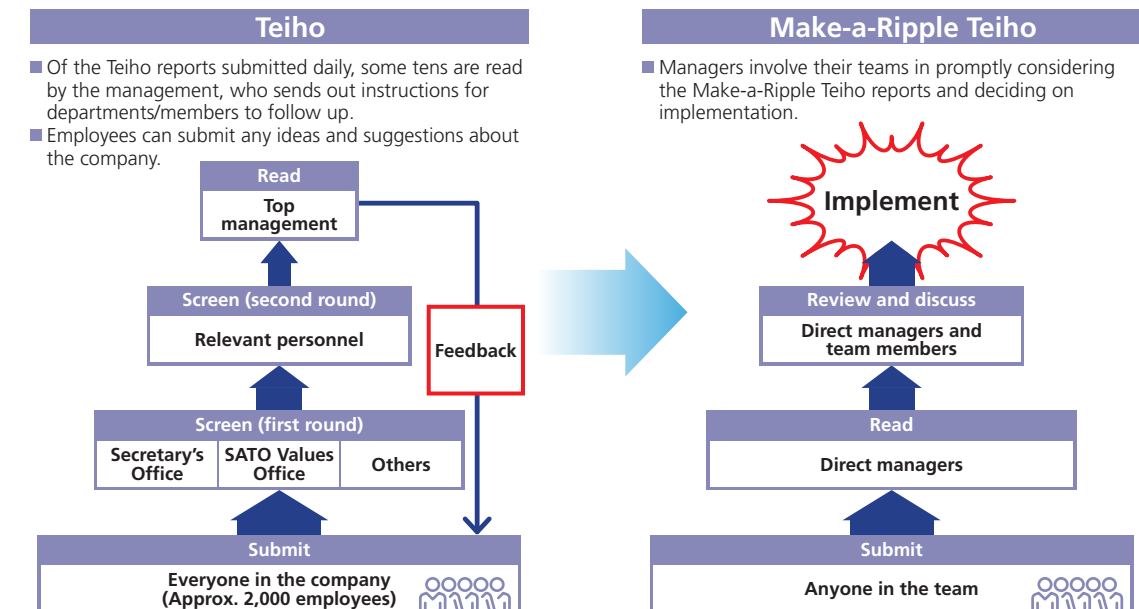 Teiho
■ Of the Teiho reports submitted daily, some tens are read
by the management, who sends out instructions for
departments/members to follow up.
■ Employees can submit any ideas and suggestions about
the company.
Read
Top
management
Screen (second round)
Relevant personnel
Feedback
Screen (first round)
Secretary's
Office
SATO Values
Office
Others
Submit
Everyone in the company
(Approx. 2,000 employees)
Make-a-Ripple Teiho
■ Managers involve their teams in promptly considering
the Make-a-Ripple Teiho reports and deciding on
implementation.
Implement
Review and discuss
Direct managers and
team members
Read
Direct managers
Submit
Anyone in the team